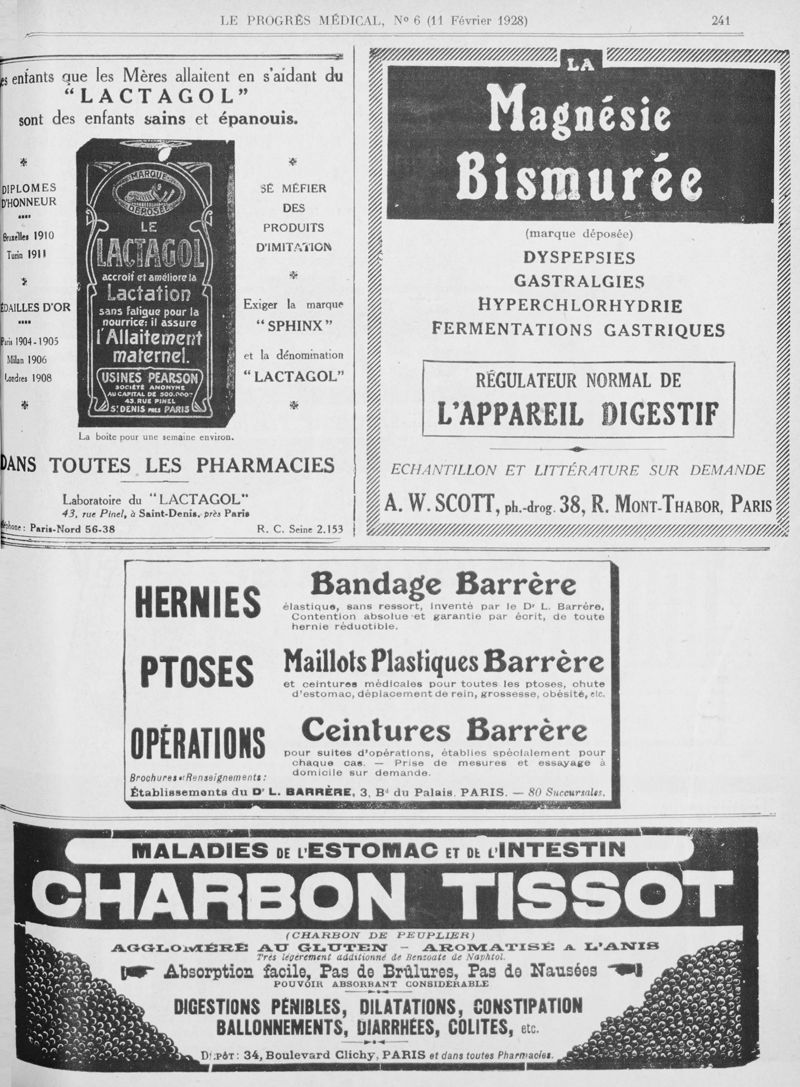 LE PROGRÈS MÉDICAL, No 6 (11 Février 1928)
241
es enfants que les Mères allaitent en s'aidant du
"LACTAGOL"
sont des enfants sains et épanouis.
DIPLOMES
D'HONNEUR
Bruxelles 1910
Turin 1911
ÉDAILLES D'OR
Paris 1904-1905
Milan 1906
Londres 1908
MARQUE
DÉPOSÉE
LE
LACTAGOL
accroit et améliore la
Lactation
sans fatigue pour la
nourrice: il assure
l'Allaitement
maternel.
USINES PEARSON
SOCIÉTÉ ANONYME
AU CAPITAL DE 500.000
43, RUE PINEL
ST DENIS PRÈS PARIS
SE MÉFIER
DES
PRODUITS
D'IMITATION
Exiger la marque
"SPHINX"
et la dénomination
"LACTAGOL"
La boîte pour une semaine environ.
DANS TOUTES LES PHARMACIES
Laboratoire du "LACTAGOL"
43, rue Pinel, à Saint-Denis, près Paris
éléphone : Paris-Nord 56-38 R. C. Seine 2.153
LA
Magnésie
Bismurée
(marque déposée)
DYSPEPSIES
GASTRALGIES
HYPERCHLORHYDRIE
FERMENTATIONS GASTRIQUES
RÉGULATEUR NORMAL DE
L'APPAREIL DIGESTIF
ECHANTILLON ET LITTÉRATURE SUR DEMANDE
A. W. SCOTT, ph.-drog. 38, R. MONT-THABOR, PARIS
HERNIES
Bandage Barrère
élastique, sans ressort, inventé par le Dr L. Barrère.
Contention absolue et garantie par écrit, de toute
hernie réductible.
PTOSES
Maillots Plastiques Barrère
et ceintures médicales pour toutes les ptoses, chute
d'estomac, déplacement de rein, grossesse, obésité, etc.
OPÉRATIONS
Ceintures Barrère
pour suites d'opérations, établies spécialement pour
chaque cas. — Prise de mesures et essayage à
domicile sur demande.
Brochures et Renseignements :
Établissements du Dr L. BARRÈRE, 3, Bd du Palais. PARIS. — 80 Succursales.
MALADIES DE L'ESTOMAC ET DE L'INTESTIN
CHARBON TISSOT
(CHARBON DE PEUPLIER)
AGGLOMÉRÉ AU GLUTEN - AROMATISÉ A L'ANIS
Très légèrement additionné de Benzoate de Naphtol.
Absorption facile, Pas de Brûlures, Pas de Nausées
POUVOIR ABSORBANT CONSIDÉRABLE
DIGESTIONS PÉNIBLES, DILATATIONS, CONSTIPATION
BALLONNEMENTS, DIARRHÉES, COLITES, etc.
DÉPÔT : 34, Boulevard Clichy, PARIS et dans toutes Pharmacies.